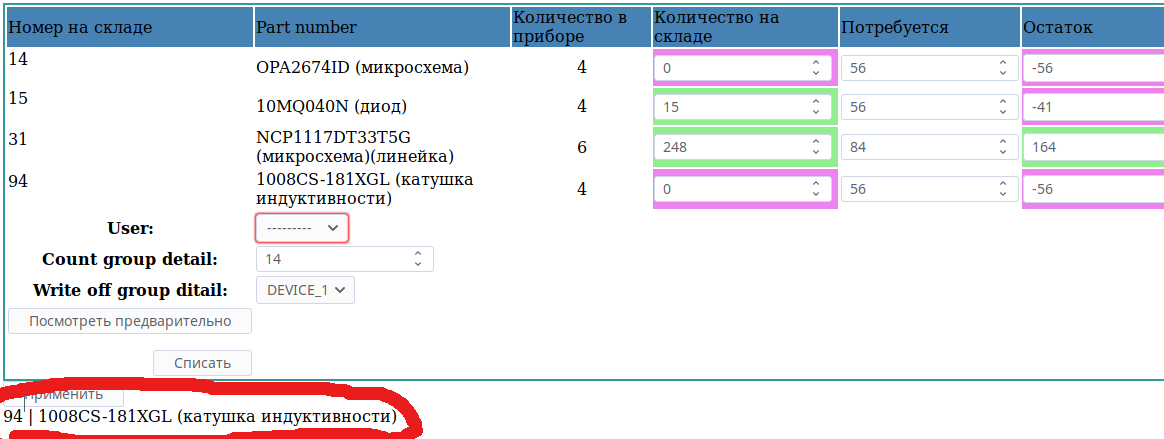 Номер на складе Part number Количество в приборе Количество на складе Потребуется Остаток
14 OPA2674ID (микросхема) 4 0 56 -56
15 10MQ040N (диод) 4 15 56 -41
31 NCP1117DT33T5G (микросхема)(линейка) 6 248 84 164
94 1008CS-181XGL (катушка индуктивности) 4 0 56 -56
User: ---------
Count group detail: 14
Write off group ditail: DEVICE_1
Посмотреть предварительно
Списать
Применить
94 | 1008CS-181XGL (катушка индуктивности)